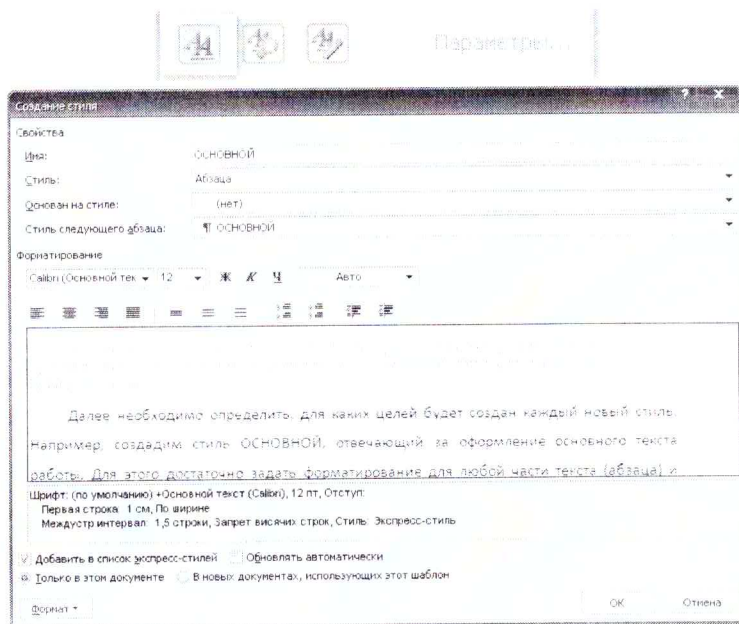 Параметры...
Создание стиля
Свойства
Имя: ОСНОВНОЙ
Стиль: Абзаца
Основан на стиле: (нет)
Стиль следующего абзаца: ¶ ОСНОВНОЙ
Форматирование
Calibri (Основной тек 12 Ж К Ч Авто
Далее необходимо определить, для каких целей будет создан каждый новый стиль.
Например, создадим стиль ОСНОВНОЙ, отвечающий за оформление основного текста
работы. Для этого достаточно задать форматирование для любой части текста (абзаца) и
Шрифт: (по умолчанию) +Основной текст (Calibri), 12 пт, Отступ:
Первая строка: 1 см, По ширине
Междустр.интервал: 1,5 строки, Запрет висячих строк, Стиль: Экспресс-стиль
Добавить в список экспресс-стилей Обновлять автоматически
Только в этом документе В новых документах, использующих этот шаблон
Формат ОК Отмена